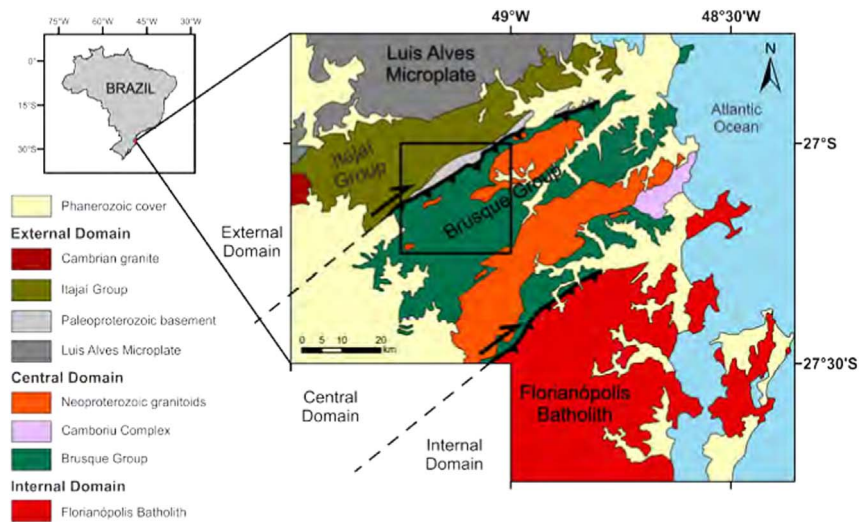 75°W 45°W 30°W
0°
15°S
30°S
BRAZIL
49°W 48°30'W
N
Luis Alves
Microplate
Atlantic
Ocean
27°S
Itajaí
Group
Brusque Group
External
Domain
0 5 10 20
km
27°30'S
Central
Domain
Florianópolis
Batholith
Internal
Domain
Phanerozoic cover
External Domain
Cambrian granite
Itajaí Group
Paleoproterozoic basement
Luis Alves Microplate
Central Domain
Neoproterozoic granitoids
Camboriu Complex
Brusque Group
Internal Domain
Florianópolis Batholith